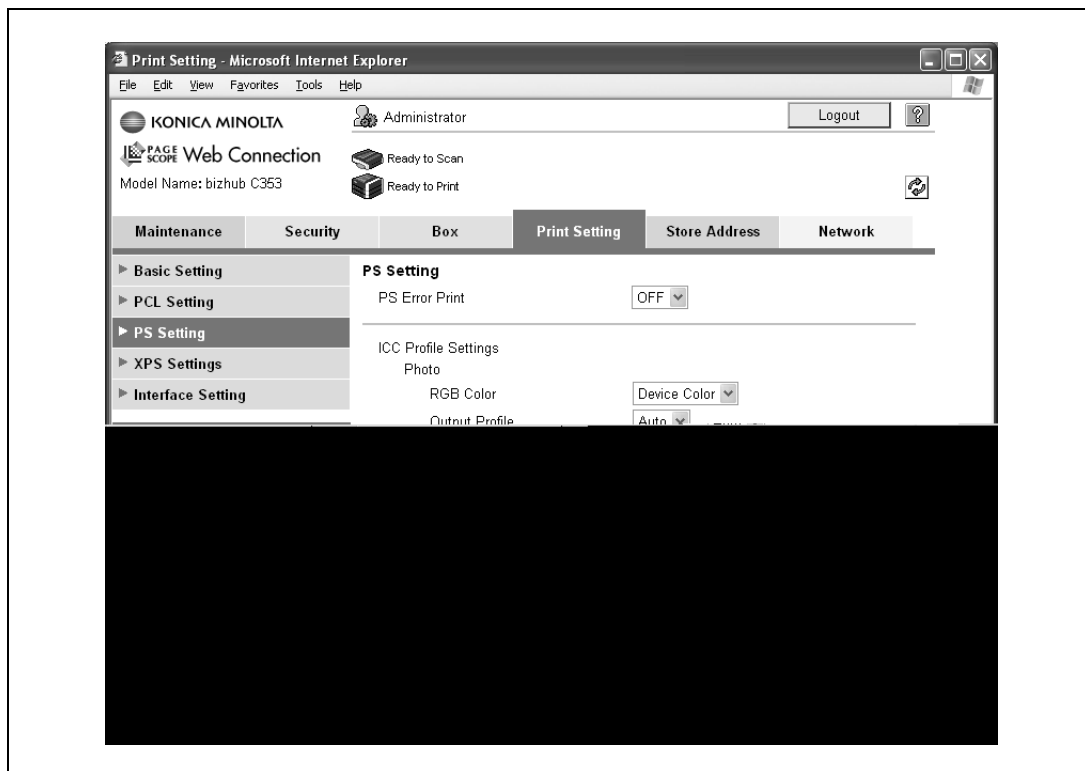 Print Setting - Microsoft Internet Explorer
File Edit View Favorites Tools Help
KONICA MINOLTA
Administrator
Logout
?
PAGE SCOPE Web Connection
Ready to Scan
Model Name: bizhub C353
Ready to Print
Maintenance Security Box Print Setting Store Address Network
Basic Setting
PCL Setting
PS Setting
XPS Settings
Interface Setting
PS Setting
PS Error Print OFF
ICC Profile Settings
Photo
RGB Color Device Color
Output Profile Auto